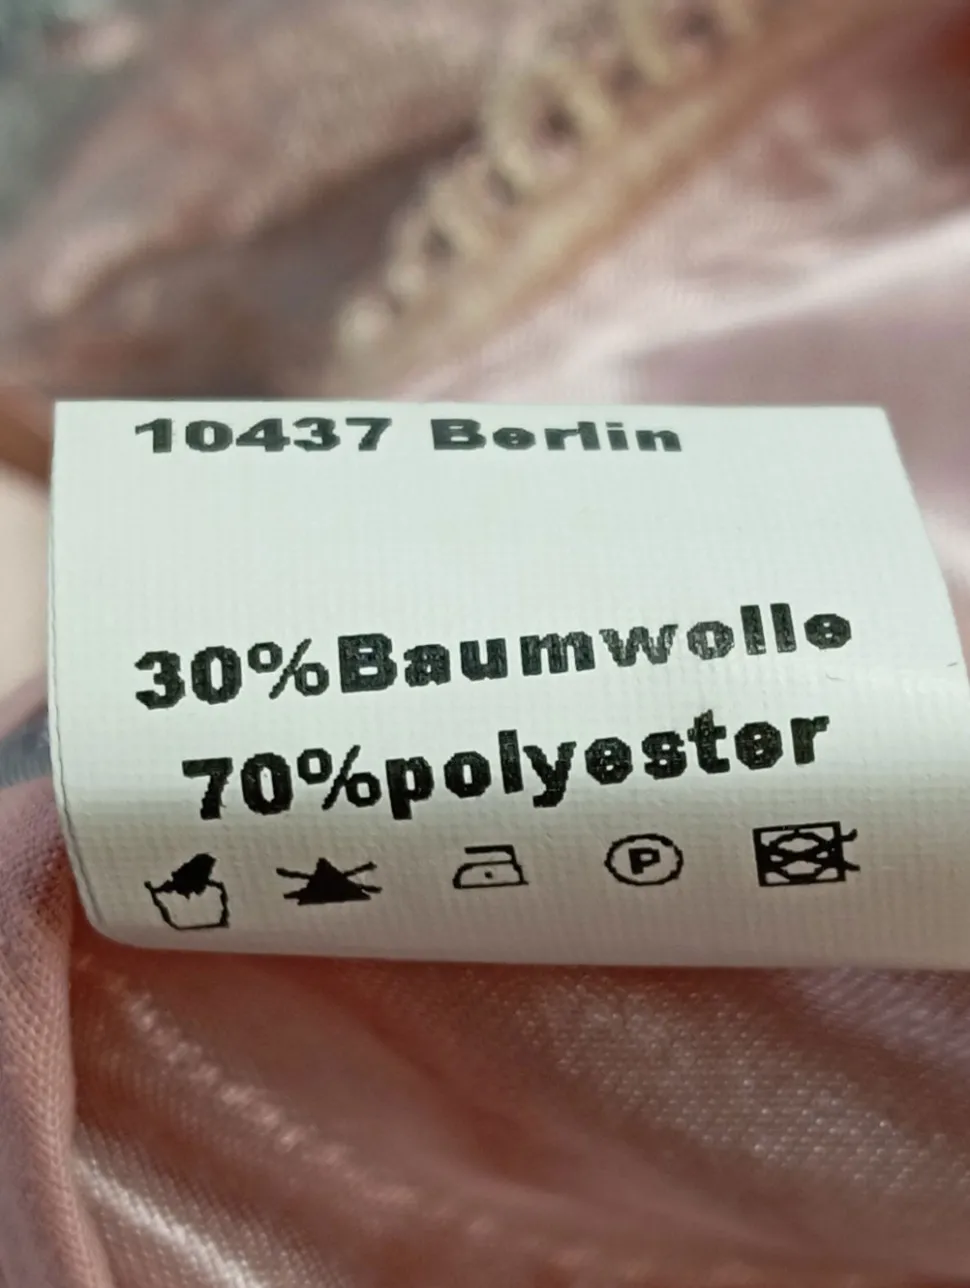 10437 Berlin
30%Baumwolle
70%polyester
P